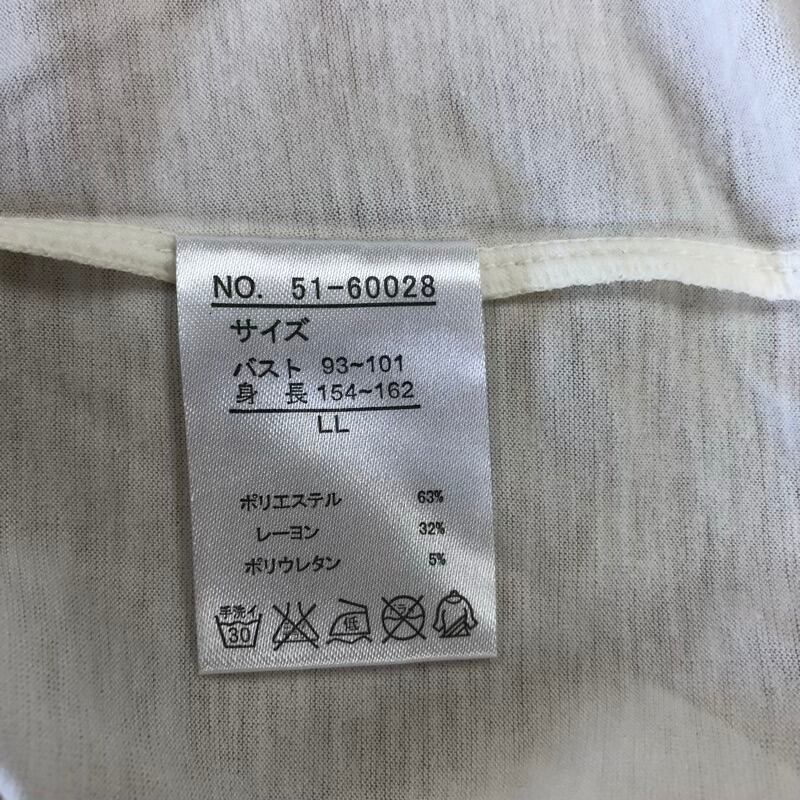 NO. 51-60028
サイズ
バスト 93~101
身 長 154~162
LL
ポリエステル 63%
レーヨン 32%
ポリウレタン 5%
手洗イ
30
低